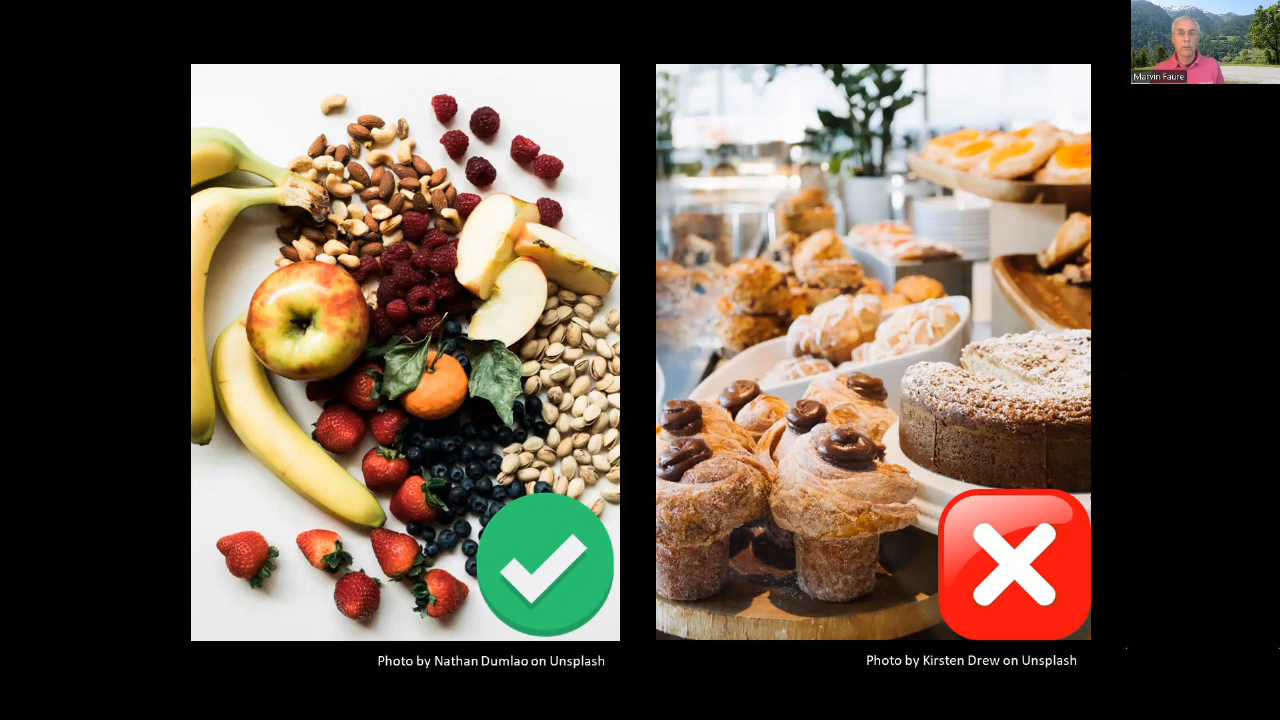 Marvin Faure
Photo by Nathan Dumlao on Unsplash
Photo by Kirsten Drew on Unsplash